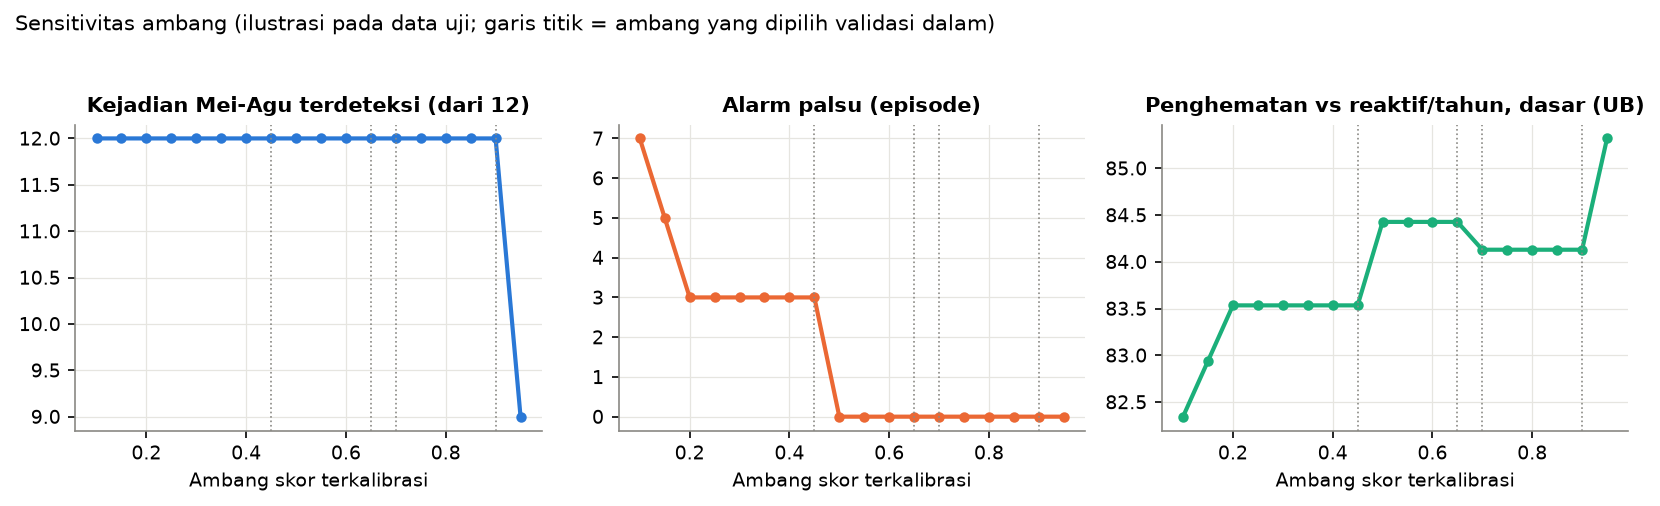 Sensitivitas ambang (ilustrasi pada data uji; garis titik = ambang yang dipilih validasi dalam)
Kejadian Mei-Agu terdeteksi (dari 12)
12.0
11.5
11.0
10.5
10.0
9.5
9.0
0.2 0.4 0.6 0.8
Ambang skor terkalibrasi
Alarm palsu (episode)
7
6
5
4
3
2
1
0
0.2 0.4 0.6 0.8
Ambang skor terkalibrasi
Penghematan vs reaktif/tahun, dasar (UB)
85.0
84.5
84.0
83.5
83.0
82.5
0.2 0.4 0.6 0.8
Ambang skor terkalibrasi